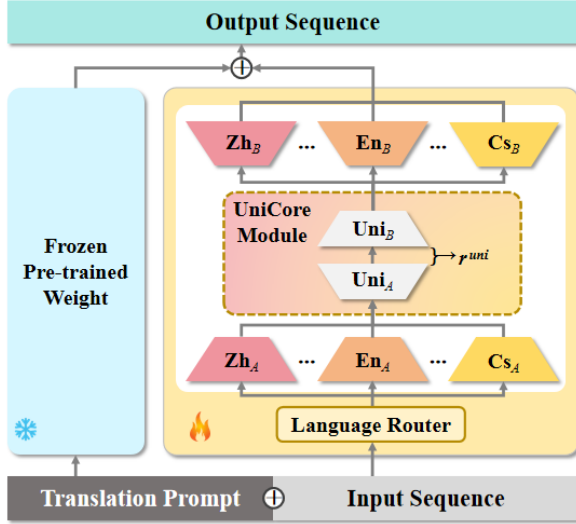 Output Sequence
Zh_B ... En_B ... Cs_B
UniCore
Module
Uni_B
r^uni
Uni_A
Frozen
Pre-trained
Weight
Zh_A ... En_A ... Cs_A
Language Router
Translation Prompt ⊕ Input Sequence